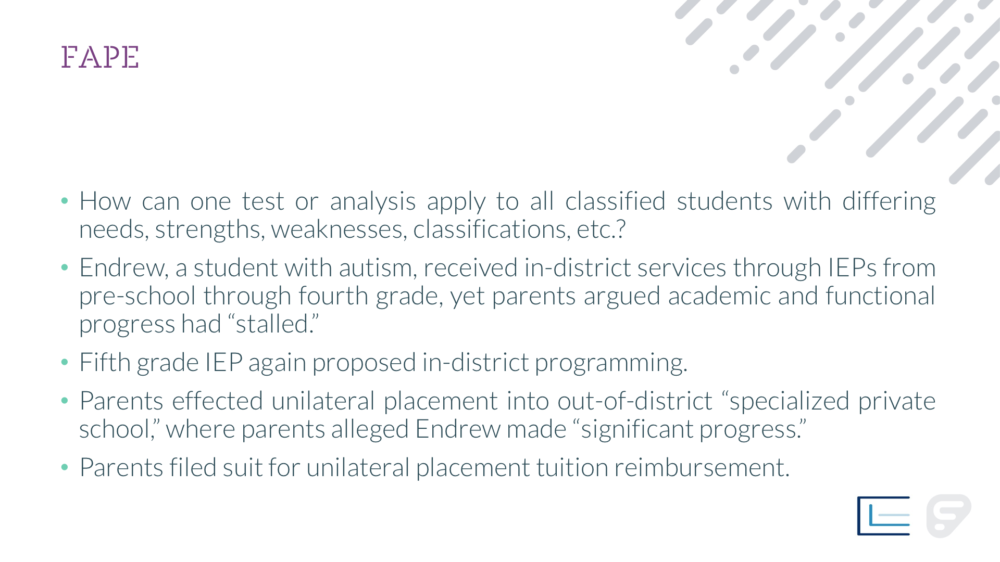 FAPE
• How can one test or analysis apply to all classified students with differing
needs, strengths, weaknesses, classifications, etc.?
• Endrew, a student with autism, received in-district services through IEPs from
pre-school through fourth grade, yet parents argued academic and functional
progress had “stalled.”
• Fifth grade IEP again proposed in-district programming.
• Parents effected unilateral placement into out-of-district “specialized private
school,” where parents alleged Endrew made “significant progress.”
• Parents filed suit for unilateral placement tuition reimbursement.